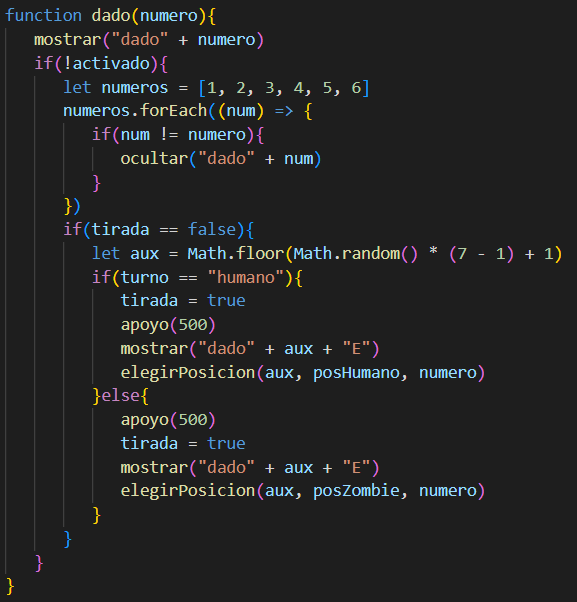 function dado(numero){
   mostrar("dado" + numero)
   if(!activado){
      let numeros = [1, 2, 3, 4, 5, 6]
      numeros.forEach((num) => {
         if(num != numero){
            ocultar("dado" + num)
         }
      })
      if(tirada == false){
         let aux = Math.floor(Math.random() * (7 - 1) + 1)
         if(turno == "humano"){
            tirada = true
            apoyo(500)
            mostrar("dado" + aux + "E")
            elegirPosicion(aux, posHumano, numero)
         }else{
            apoyo(500)
            tirada = true
            mostrar("dado" + aux + "E")
            elegirPosicion(aux, posZombie, numero)
         }
      }
   }
}